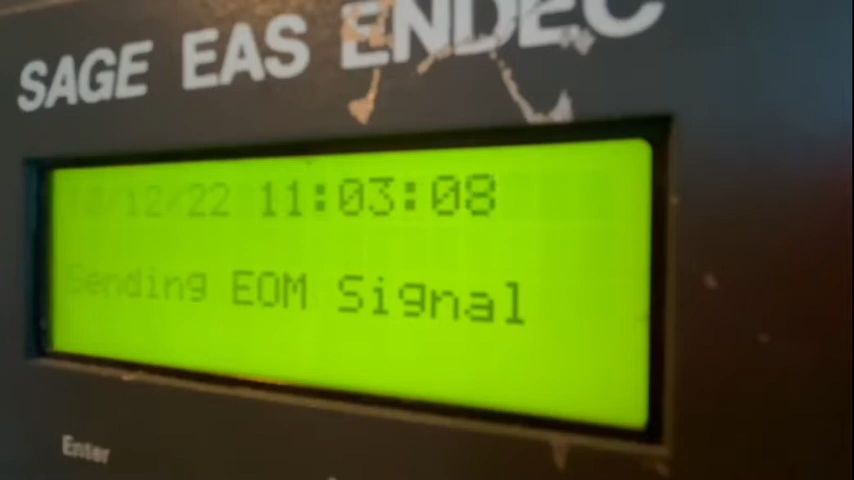 SAGE EAS ENDEC
/12/22 11:03:08
Sending EOM Signal
Enter